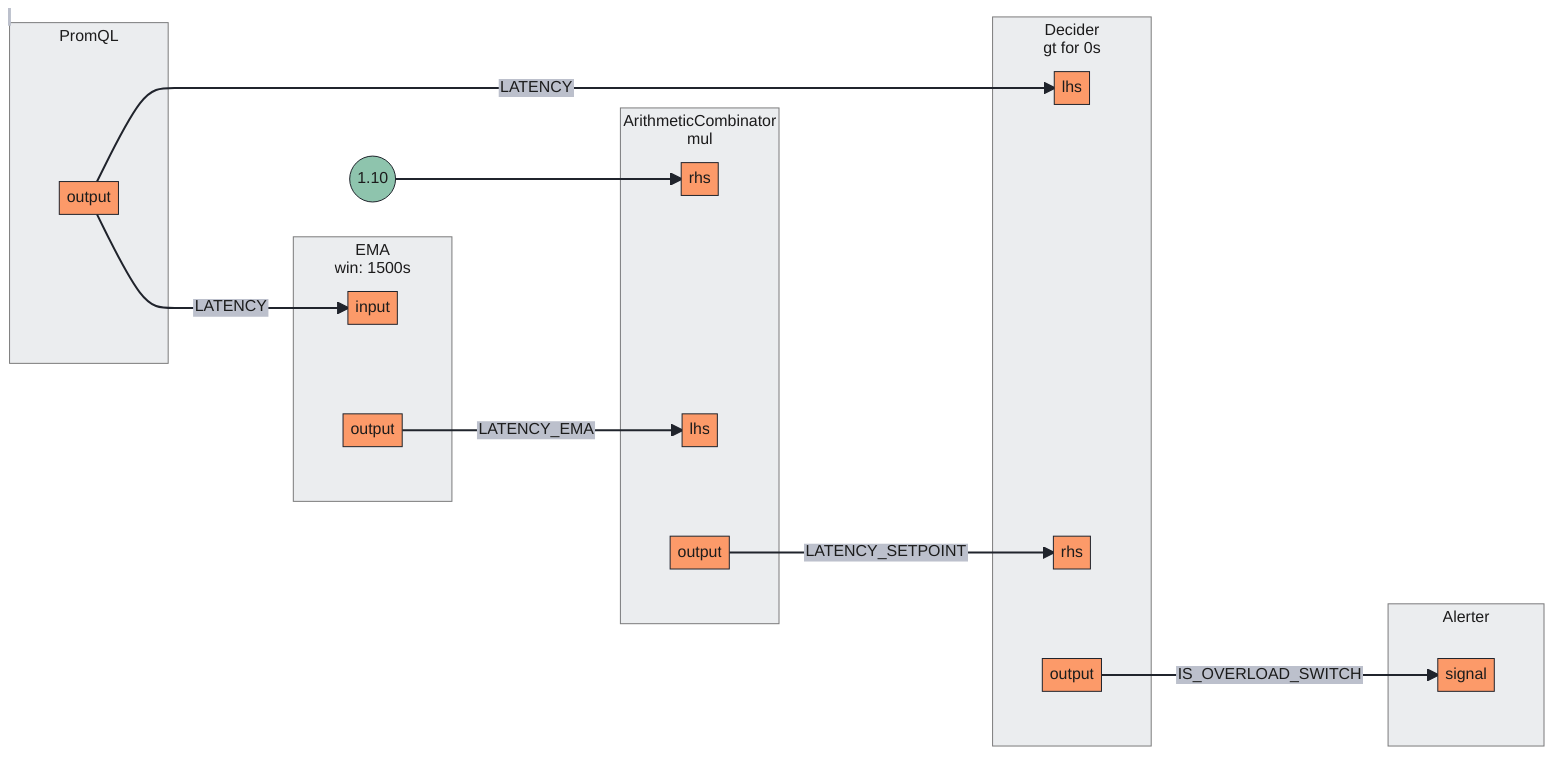 PromQL
output
LATENCY
LATENCY
1.10
EMA
win: 1500s
input
output
LATENCY_EMA
ArithmeticCombinator
mul
rhs
lhs
output
LATENCY_SETPOINT
Decider
gt for 0s
lhs
rhs
output
IS_OVERLOAD_SWITCH
Alerter
signal